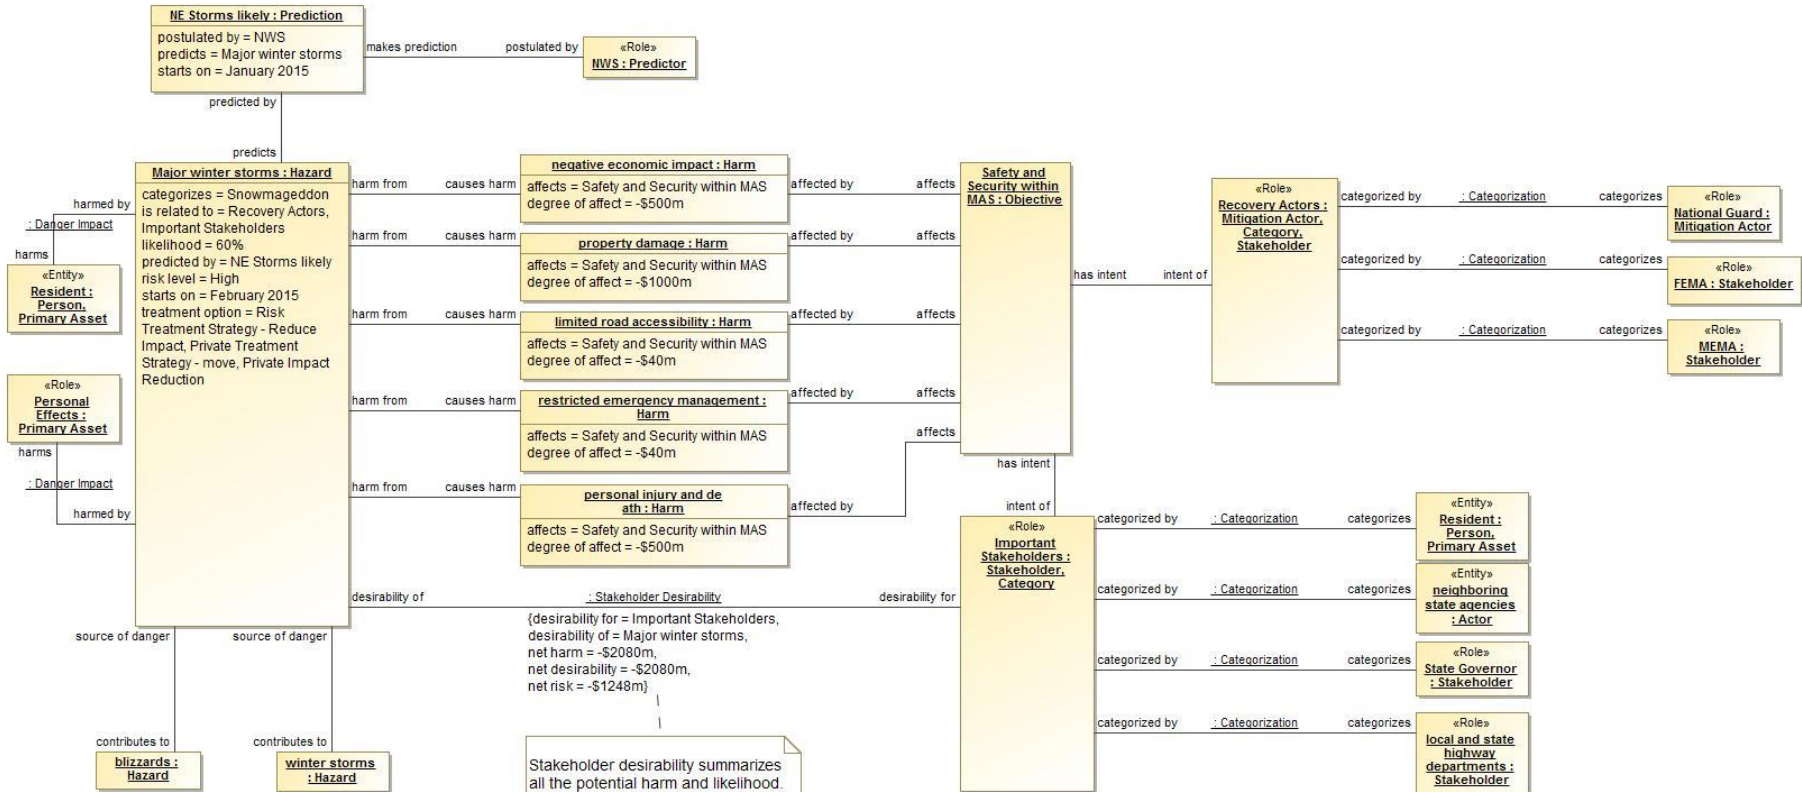 NE Storms likely : Prediction
postulated by = NWS
predicts = Major winter storms
starts on = January 2015
makes prediction
postulated by
«Role»
NWS : Predictor
predicted by
predicts
Major winter storms : Hazard
categorizes = Snowmageddon
is related to = Recovery Actors,
Important Stakeholders
likelihood = 60%
predicted by = NE Storms likely
risk level = High
starts on = February 2015
treatment option = Risk
Treatment Strategy - Reduce
Impact, Private Treatment
Strategy - move, Private Impact
Reduction
harmed by
: Danger Impact
harms
«Entity»
Resident :
Person,
Primary Asset
«Role»
Personal
Effects :
Primary Asset
harms
: Danger Impact
harmed by
harm from
causes harm
negative economic impact : Harm
affects = Safety and Security within MAS
degree of affect = -$500m
affected by
affects
harm from
causes harm
property damage : Harm
affects = Safety and Security within MAS
degree of affect = -$1000m
affected by
affects
harm from
causes harm
limited road accessibility : Harm
affects = Safety and Security within MAS
degree of affect = -$40m
affected by
affects
harm from
causes harm
restricted emergency management :
Harm
affects = Safety and Security within MAS
degree of affect = -$40m
affected by
affects
harm from
causes harm
personal injury and de
ath : Harm
affects = Safety and Security within MAS
degree of affect = -$500m
affected by
affects
Safety and
Security within
MAS : Objective
has intent
intent of
«Role»
Recovery Actors :
Mitigation Actor,
Category,
Stakeholder
categorized by
: Categorization
categorizes
«Role»
National Guard :
Mitigation Actor
categorized by
: Categorization
categorizes
«Role»
FEMA : Stakeholder
categorized by
: Categorization
categorizes
«Role»
MEMA :
Stakeholder
has intent
intent of
«Role»
Important
Stakeholders :
Stakeholder,
Category
categorized by
: Categorization
categorizes
«Entity»
Resident :
Person,
Primary Asset
categorized by
: Categorization
categorizes
«Entity»
neighboring
state agencies
: Actor
categorized by
: Categorization
categorizes
«Role»
State Governor
: Stakeholder
categorized by
: Categorization
categorizes
«Role»
local and state
highway
departments :
Stakeholder
desirability of
: Stakeholder Desirability
desirability for
{desirability for = Important Stakeholders,
desirability of = Major winter storms,
net harm = -$2080m,
net desirability = -$2080m,
net risk = -$1248m}
Stakeholder desirability summarizes
all the potential harm and likelihood.
source of danger
source of danger
contributes to
contributes to
blizzards :
Hazard
winter storms
: Hazard